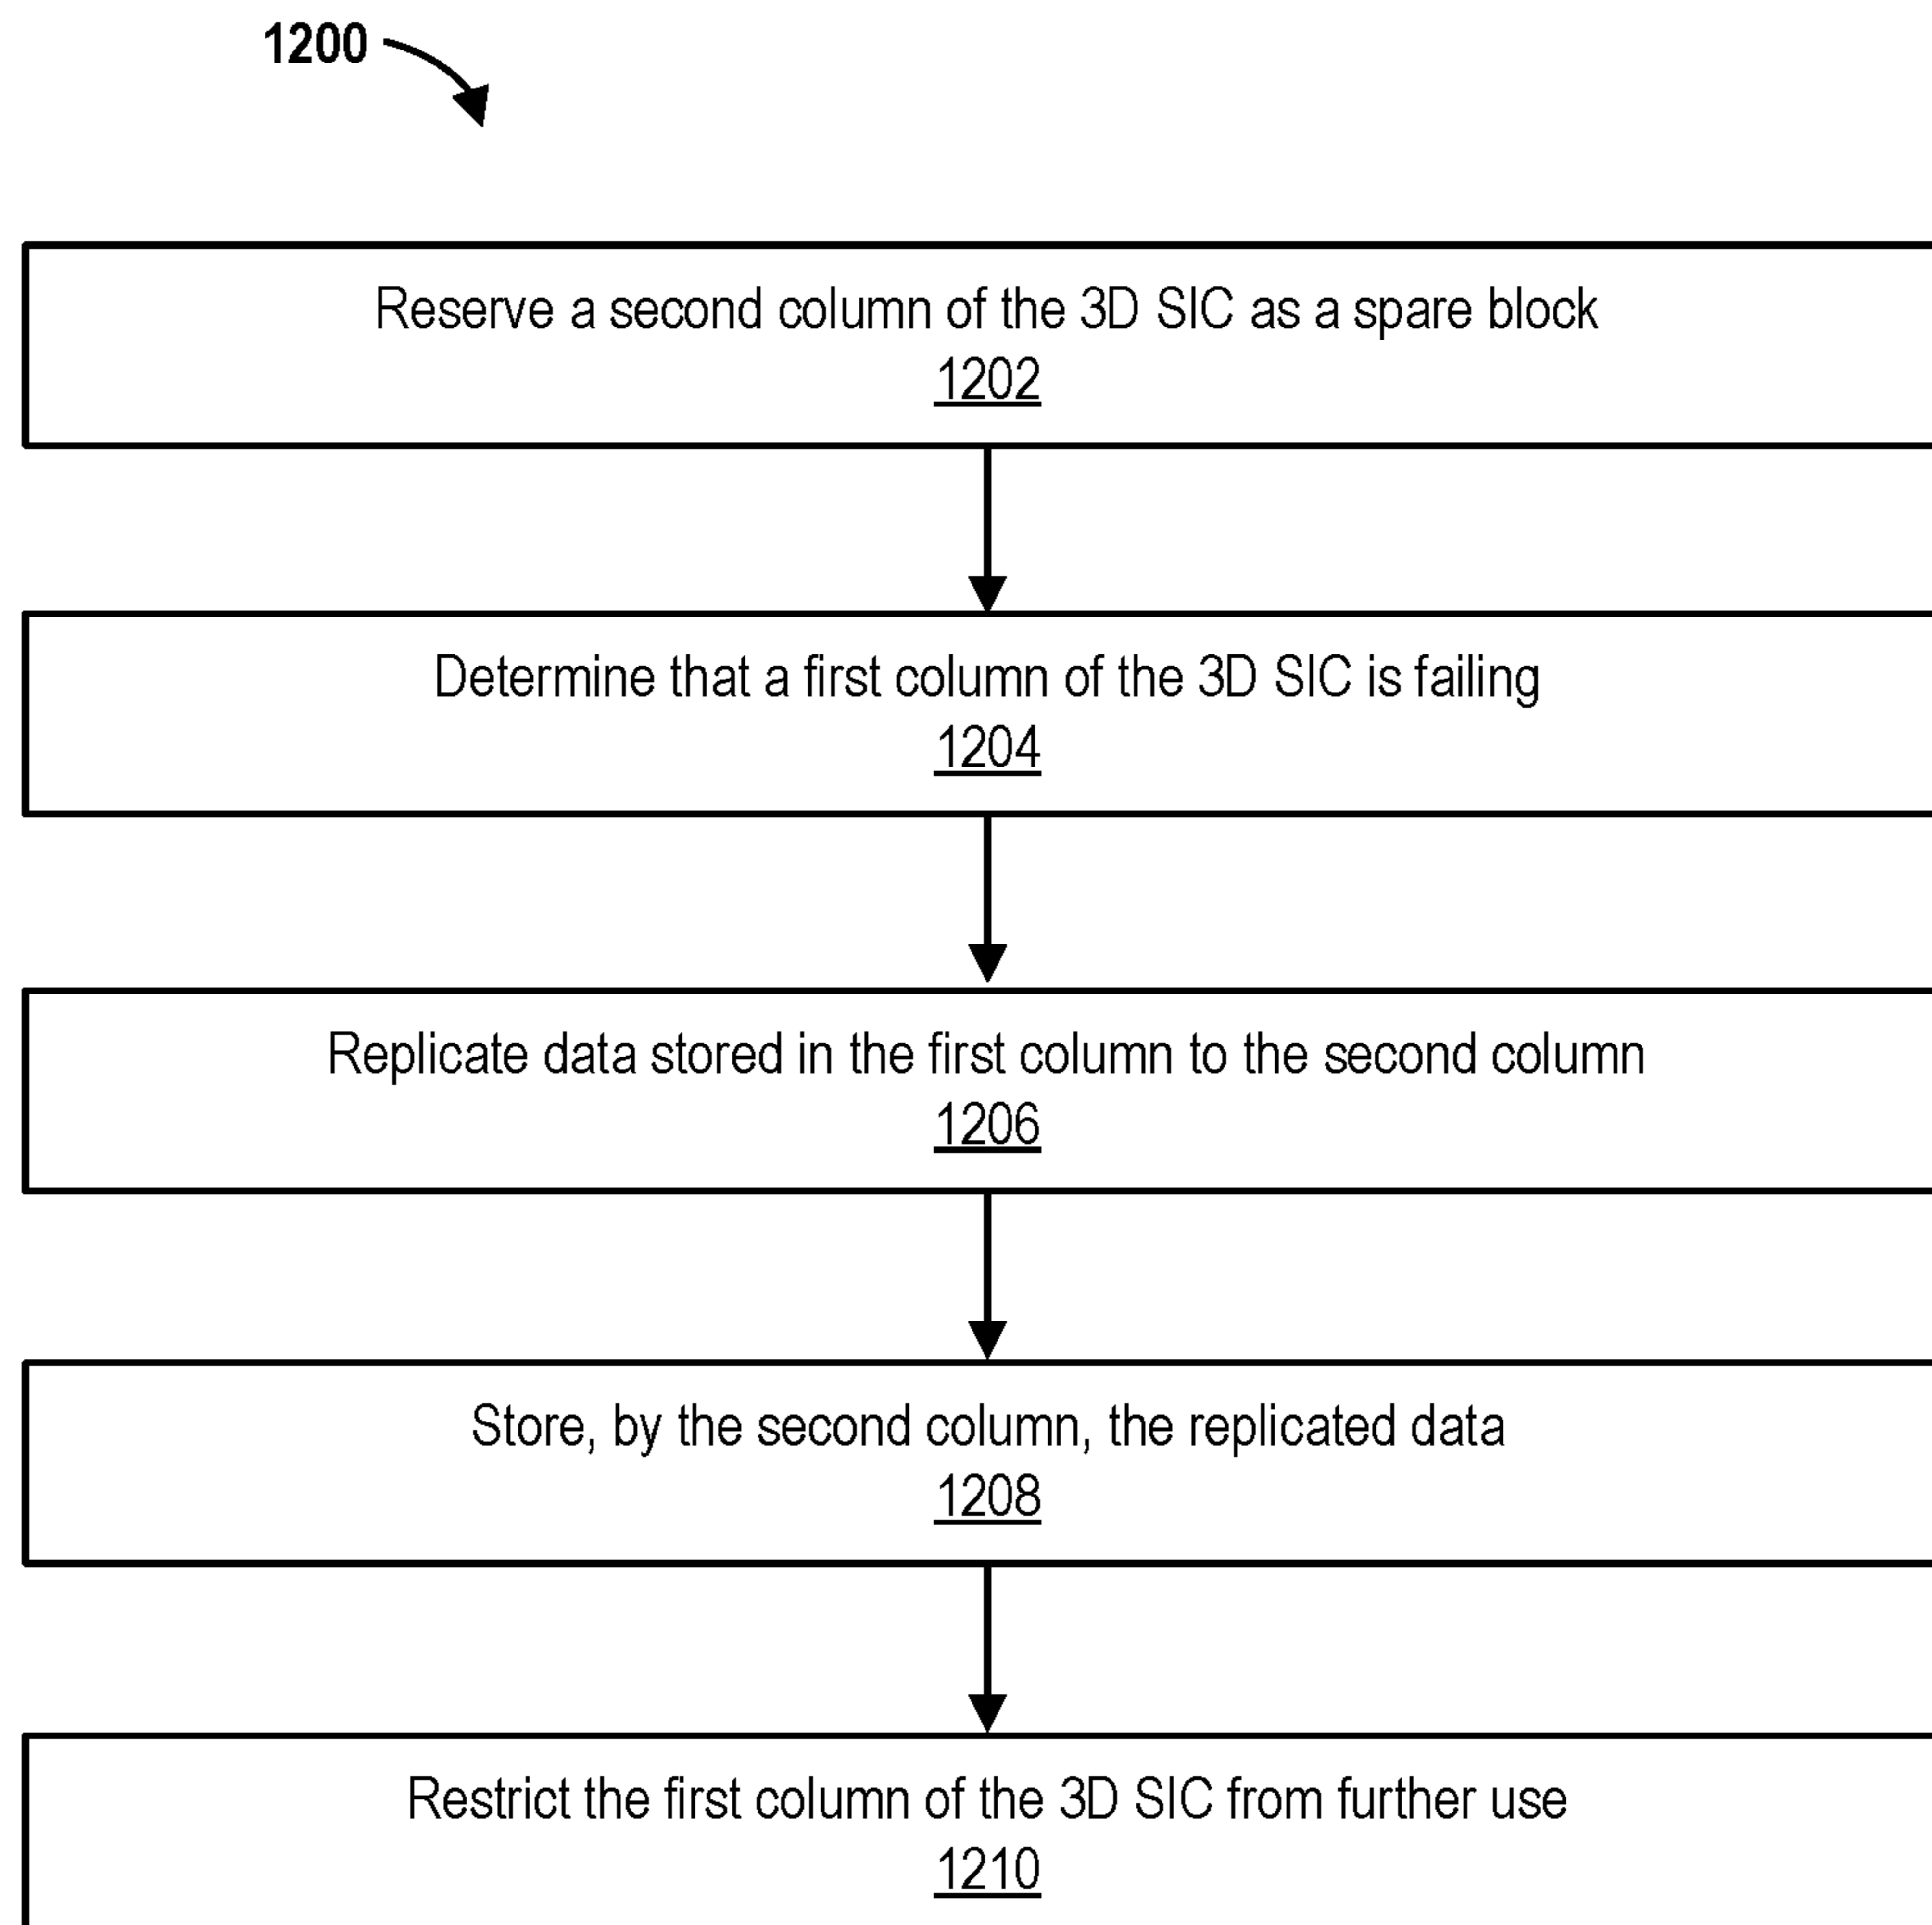 1200
Reserve a second column of the 3D SIC as a spare block
1202
Determine that a first column of the 3D SIC is failing
1204
Replicate data stored in the first column to the second column
1206
Store, by the second column, the replicated data
1208
Restrict the first column of the 3D SIC from further use
1210